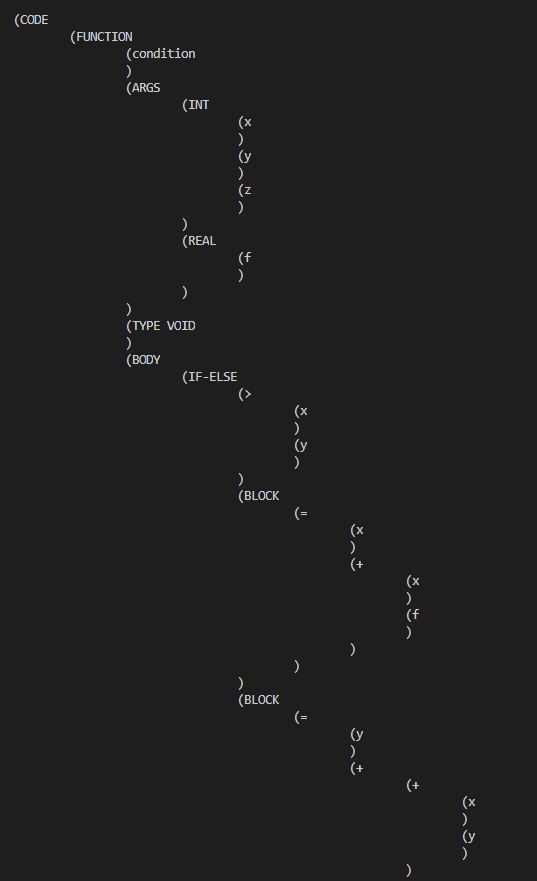 (CODE
(FUNCTION
(condition
)
(ARGS
(INT
(x
)
(y
)
(z
)
)
(REAL
(f
)
)
)
(TYPE VOID
)
(BODY
(IF-ELSE
(>
(x
)
(y
)
)
(BLOCK
(=
(x
)
(+
(x
)
(f
)
)
)
)
(BLOCK
(=
(y
)
(+
(+
(x
)
(y
)
)